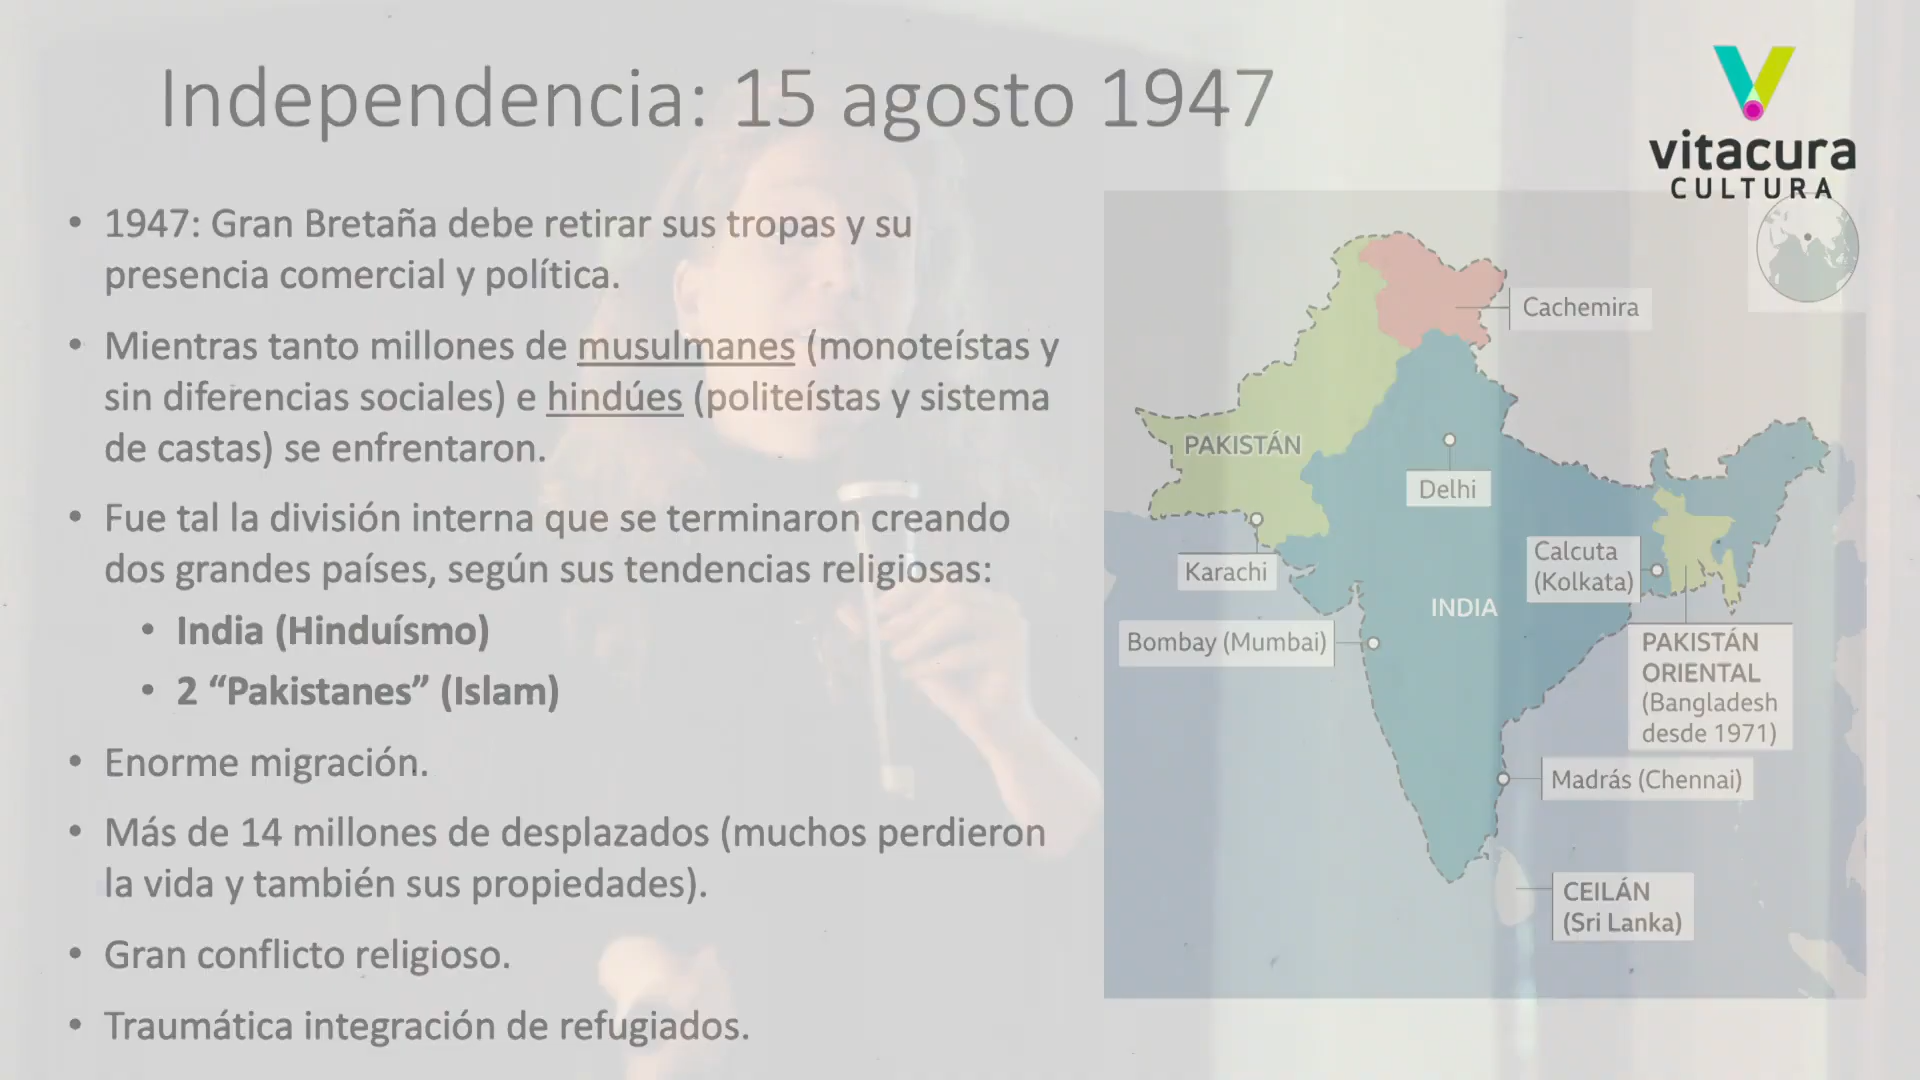 Independencia: 15 agosto 1947
vitacura
CULTURA
• 1947: Gran Bretaña debe retirar sus tropas y su
presencia comercial y política.
• Mientras tanto millones de musulmanes (monoteístas y
sin diferencias sociales) e hindúes (politeístas y sistema
de castas) se enfrentaron.
• Fue tal la división interna que se terminaron creando
dos grandes países, según sus tendencias religiosas:
• India (Hinduísmo)
• 2 “Pakistanes” (Islam)
• Enorme migración.
• Más de 14 millones de desplazados (muchos perdieron
la vida y también sus propiedades).
• Gran conflicto religioso.
• Traumática integración de refugiados.
Cachemira
PAKISTÁN
Delhi
Karachi
Calcuta
(Kolkata)
INDIA
Bombay (Mumbai)
PAKISTÁN
ORIENTAL
(Bangladesh
desde 1971)
Madrás (Chennai)
CEILÁN
(Sri Lanka)